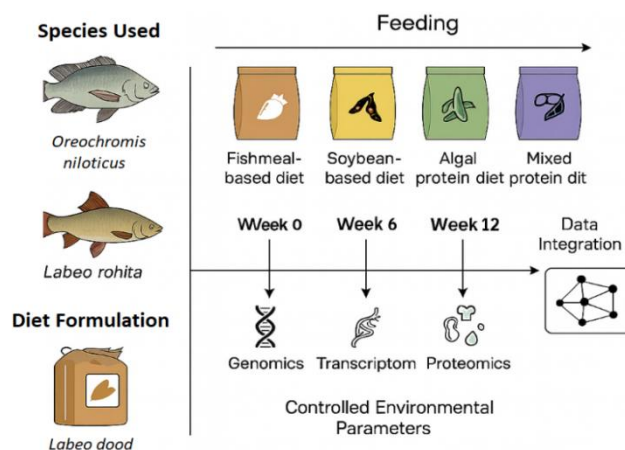 Species Used
Oreochromis
niloticus
Labeo rohita
Diet Formulation
Labeo dood
Feeding
Fishmeal-
based diet
Soybean-
based diet
Algal
protein diet
Mixed
protein dit
Week 0
Week 6
Week 12
Data
Integration
Genomics
Transcriptom
Proteomics
Controlled Environmental
Parameters